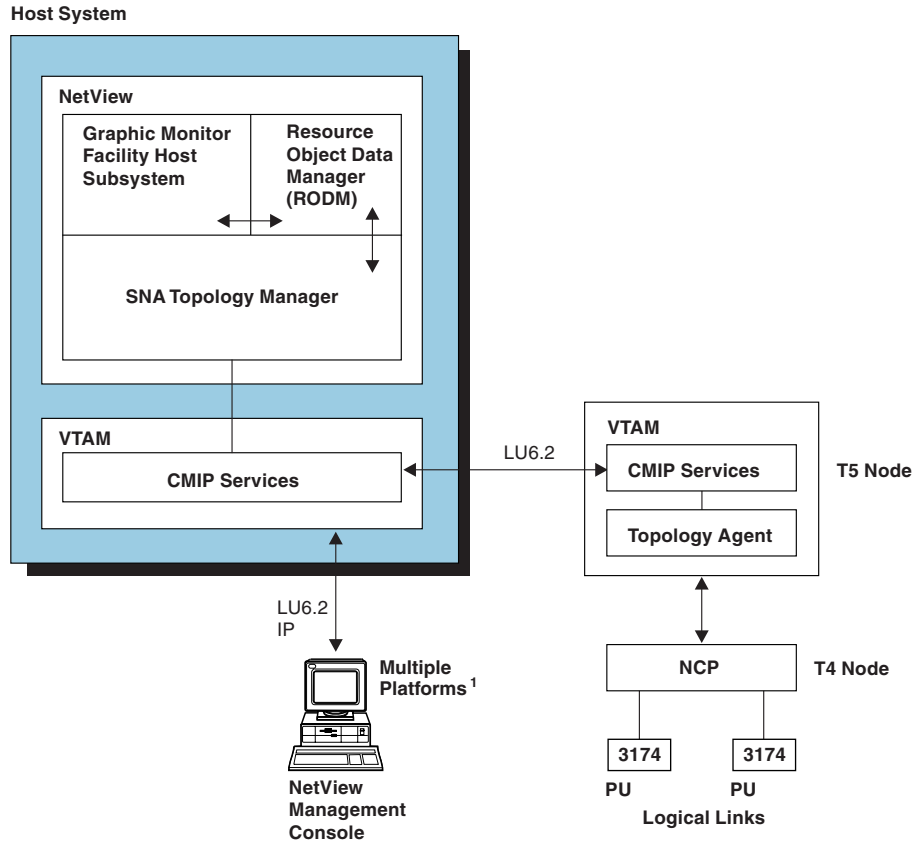 Host System
NetView
Graphic Monitor
Facility Host
Subsystem
Resource
Object Data
Manager
(RODM)
SNA Topology Manager
VTAM
CMIP Services
LU6.2
VTAM
CMIP Services
Topology Agent
T5 Node
LU6.2
IP
Multiple
Platforms 1
NetView
Management
Console
NCP
T4 Node
3174
3174
PU
PU
Logical Links